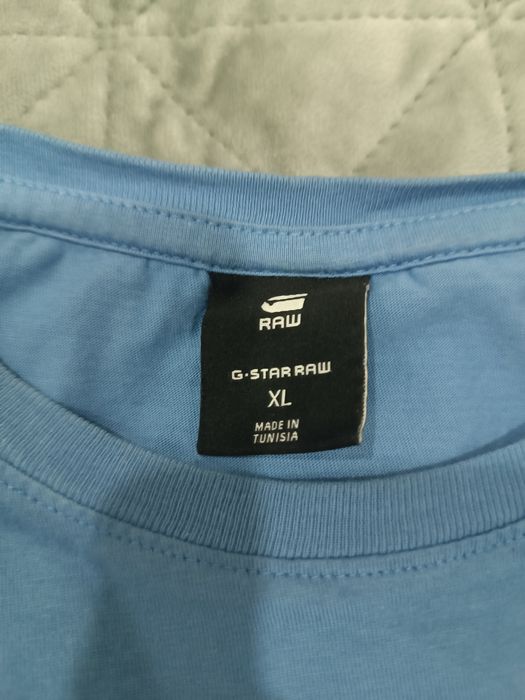 RAW
G-STAR RAW
XL
MADE IN
TUNISIA